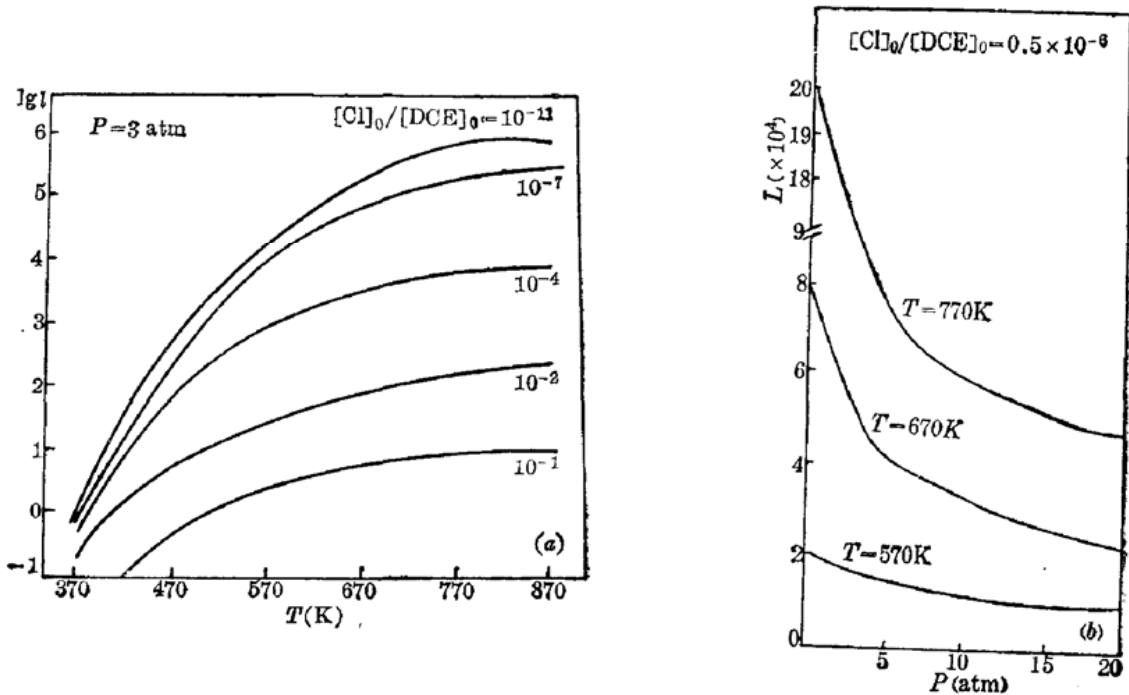 lgl
P=3 atm
[Cl]₀/[DCE]₀=10⁻¹¹
6
5
4
3
2
1
0
-1
10⁻⁷
10⁻⁴
10⁻²
10⁻¹
(a)
370 470 570 670 770 870
T(K)
[Cl]₀/[DCE]₀=0.5×10⁻⁶
L(×10⁴)
20
19
18
9
8
6
4
2
0
T=770K
T=670K
T=570K
(b)
5 10 15 20
P(atm)